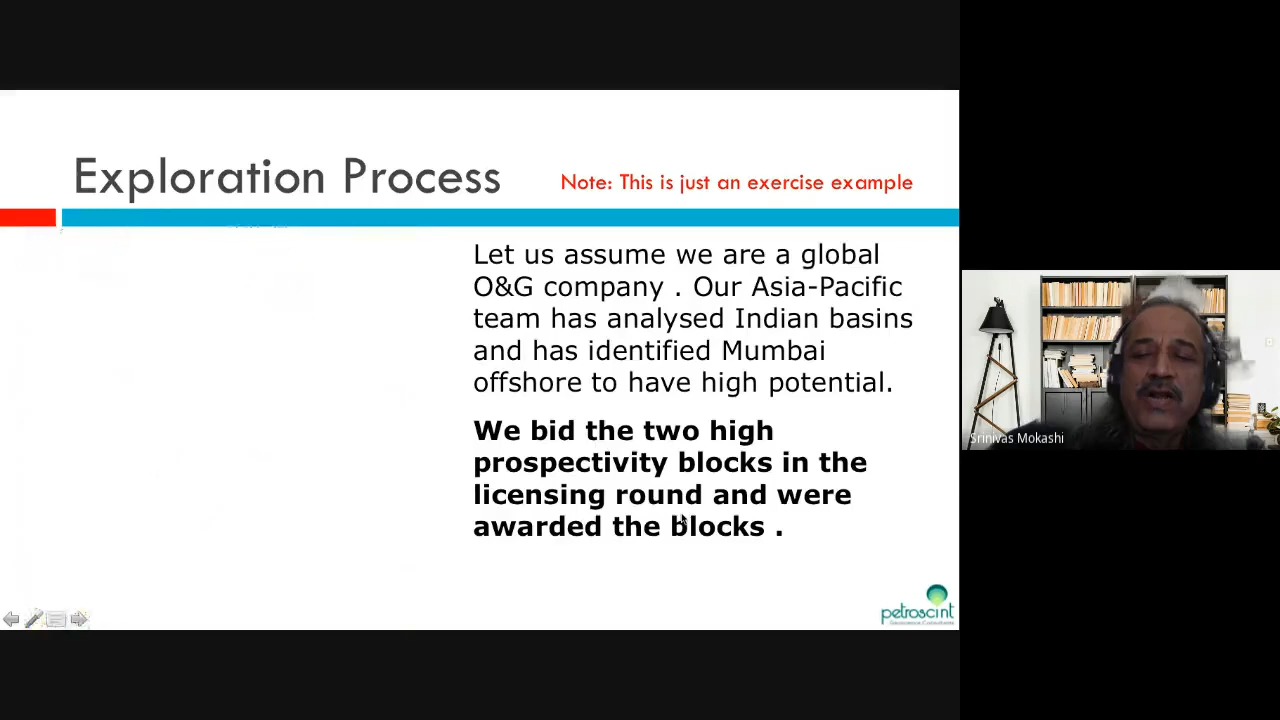 Exploration Process
Note: This is just an exercise example
Let us assume we are a global
O&G company . Our Asia-Pacific
team has analysed Indian basins
and has identified Mumbai
offshore to have high potential.
We bid the two high
prospectivity blocks in the
licensing round and were
awarded the blocks .
petroscint
Geoscience Consultants
Srinivas Mokashi